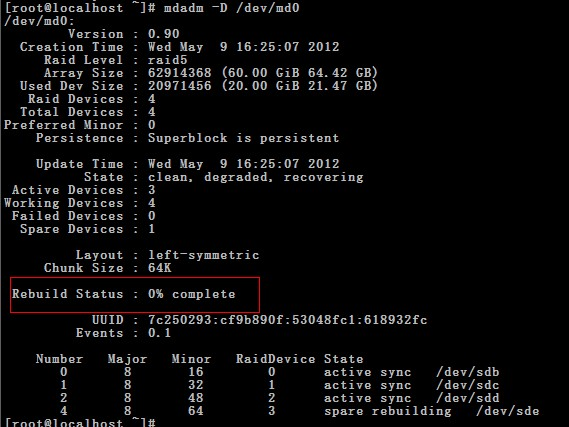 [root@localhost ~]# mdadm -D /dev/md0
/dev/md0:
Version : 0.90
Creation Time : Wed May  9 16:25:07 2012
Raid Level : raid5
Array Size : 62914368 (60.00 GiB 64.42 GB)
Used Dev Size : 20971456 (20.00 GiB 21.47 GB)
Raid Devices : 4
Total Devices : 4
Preferred Minor : 0
Persistence : Superblock is persistent
Update Time : Wed May  9 16:25:07 2012
State : clean, degraded, recovering
Active Devices : 3
Working Devices : 4
Failed Devices : 0
Spare Devices : 1
Layout : left-symmetric
Chunk Size : 64K
Rebuild Status : 0% complete
UUID : 7c250293:cf9b890f:53048fc1:618932fc
Events : 0.1
Number   Major   Minor   RaidDevice State
0       8       16        0      active sync   /dev/sdb
1       8       32        1      active sync   /dev/sdc
2       8       48        2      active sync   /dev/sdd
4       8       64        3      spare rebuilding   /dev/sde
[root@localhost ~]#